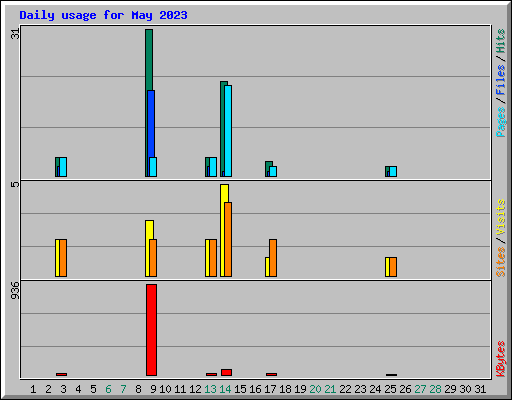 Daily usage for May 2023
31
5
936
Pages / Files / Hits
Sites / Visits
KBytes
1 2 3 4 5 6 7 8 9 10 11 12 13 14 15 16 17 18 19 20 21 22 23 24 25 26 27 28 29 30 31